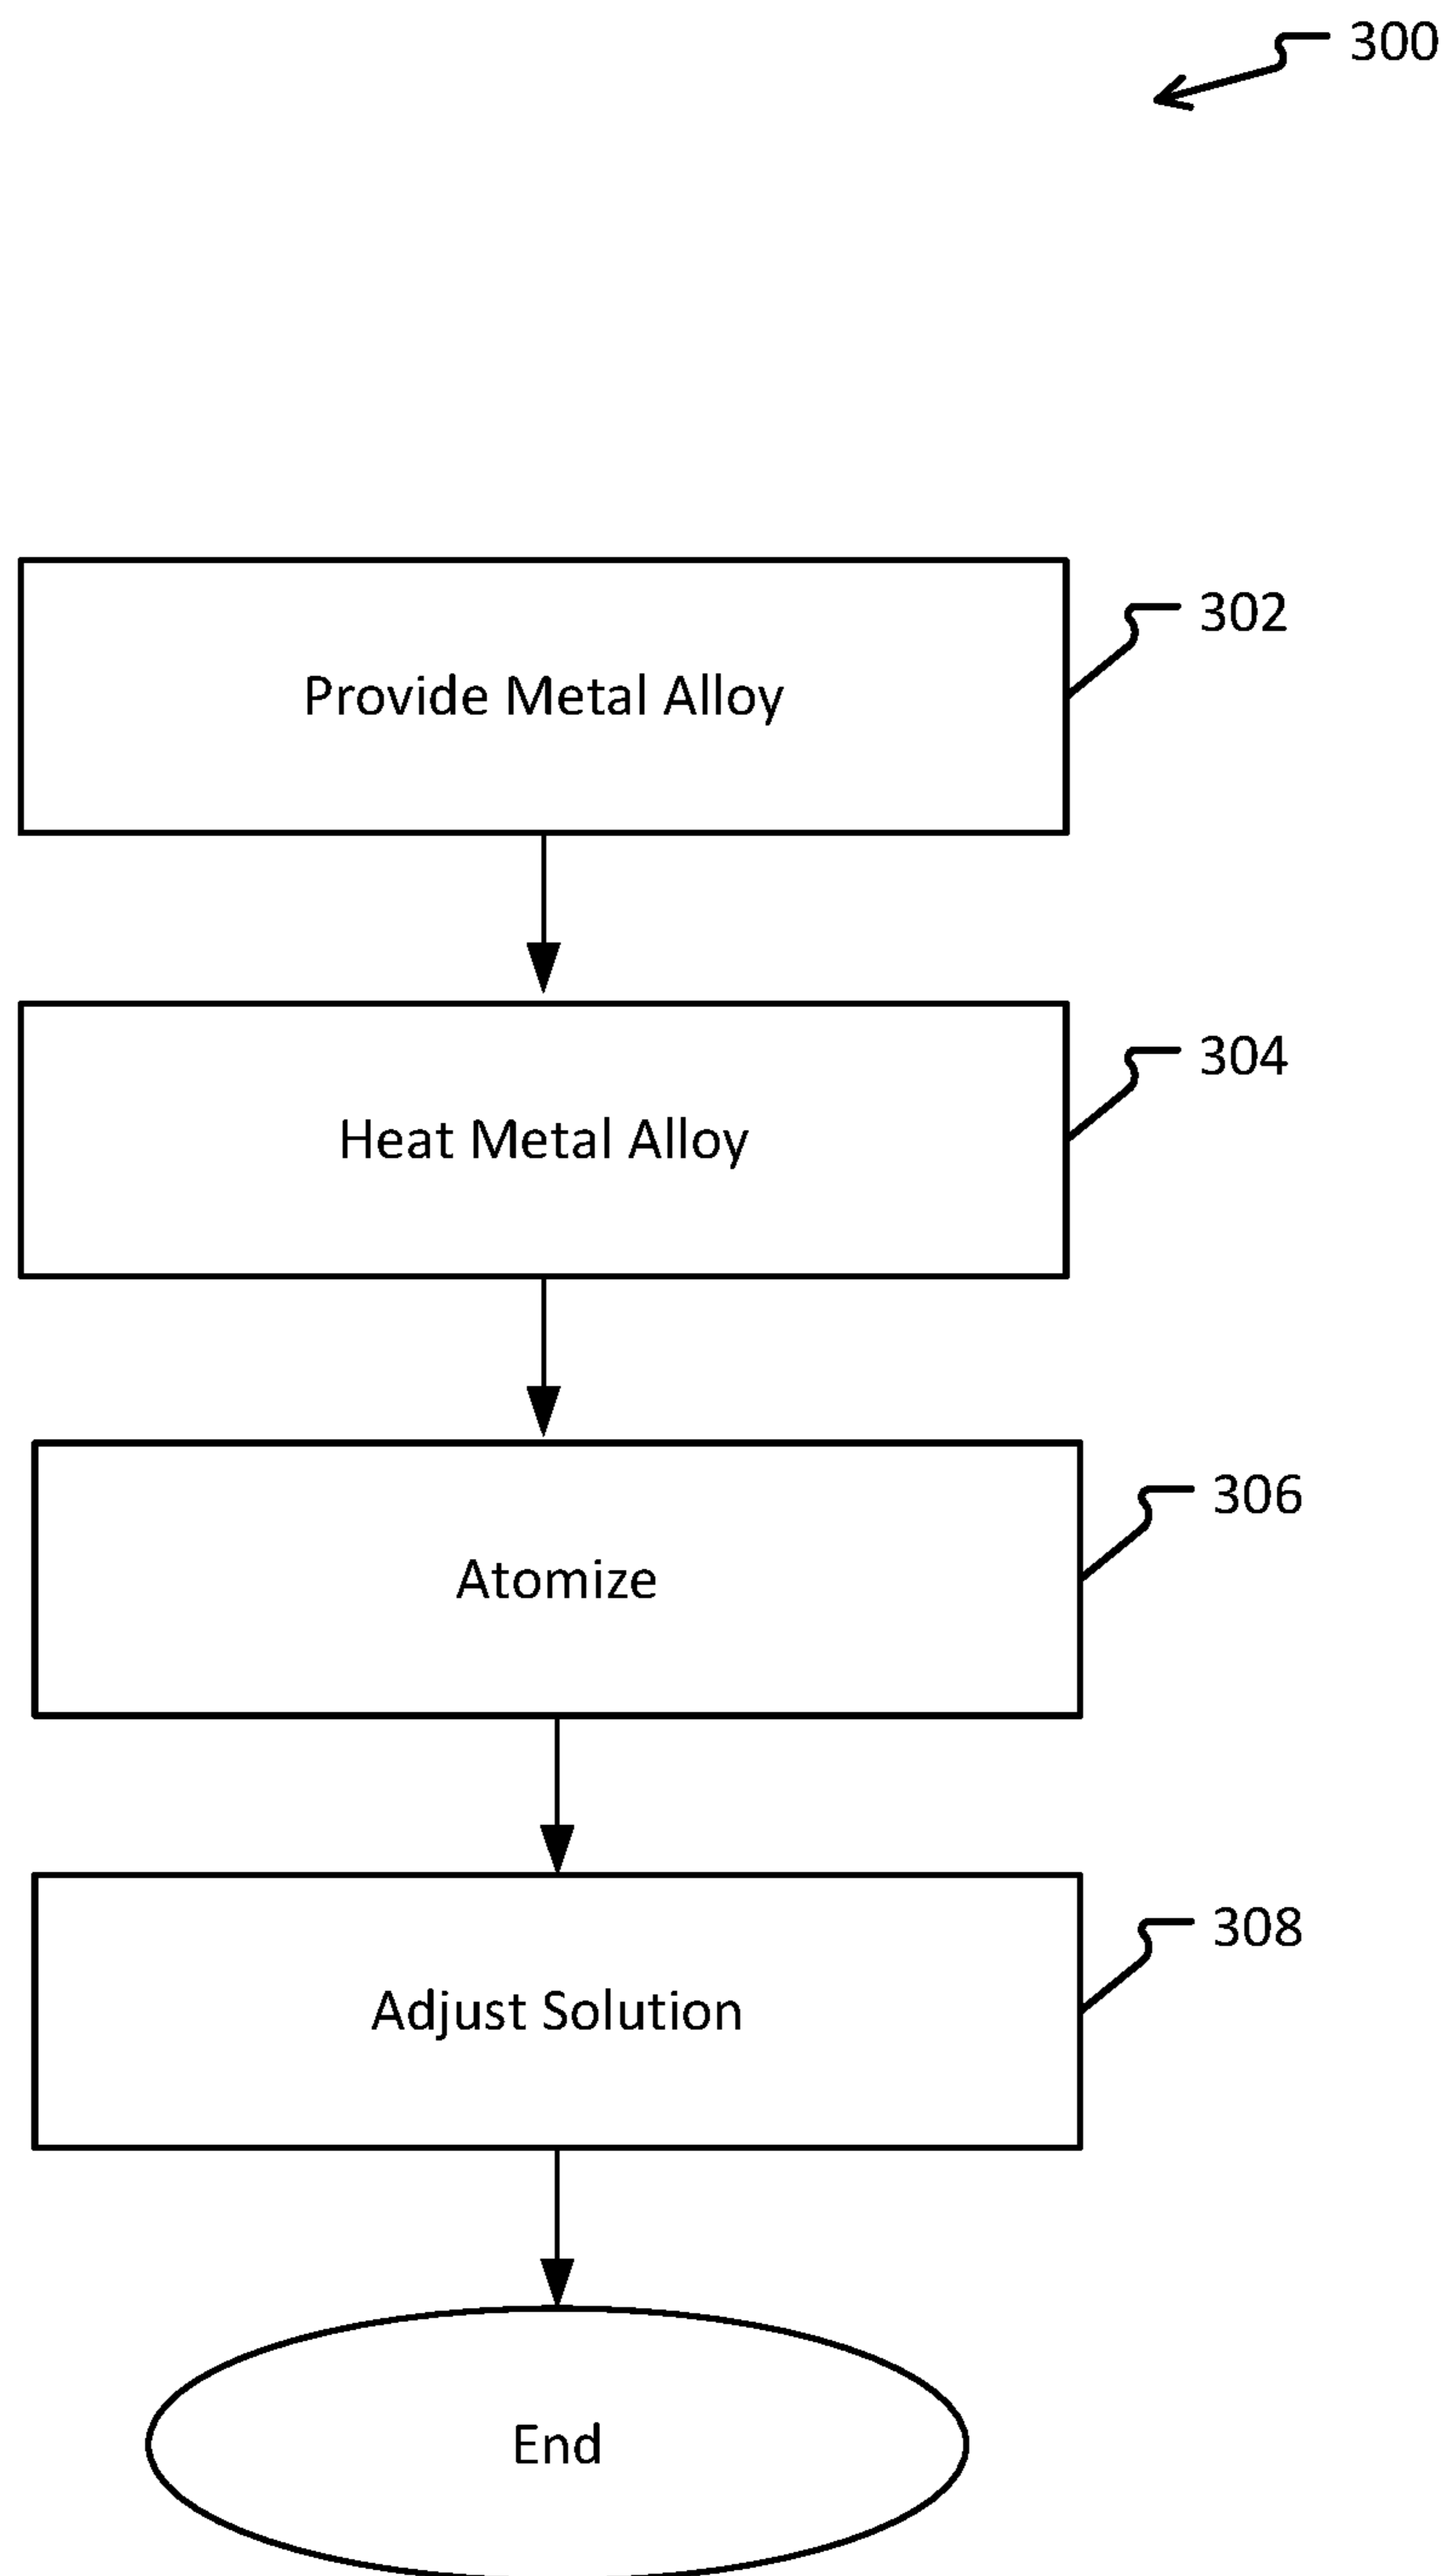 300
Provide Metal Alloy
302
Heat Metal Alloy
304
Atomize
306
Adjust Solution
308
End